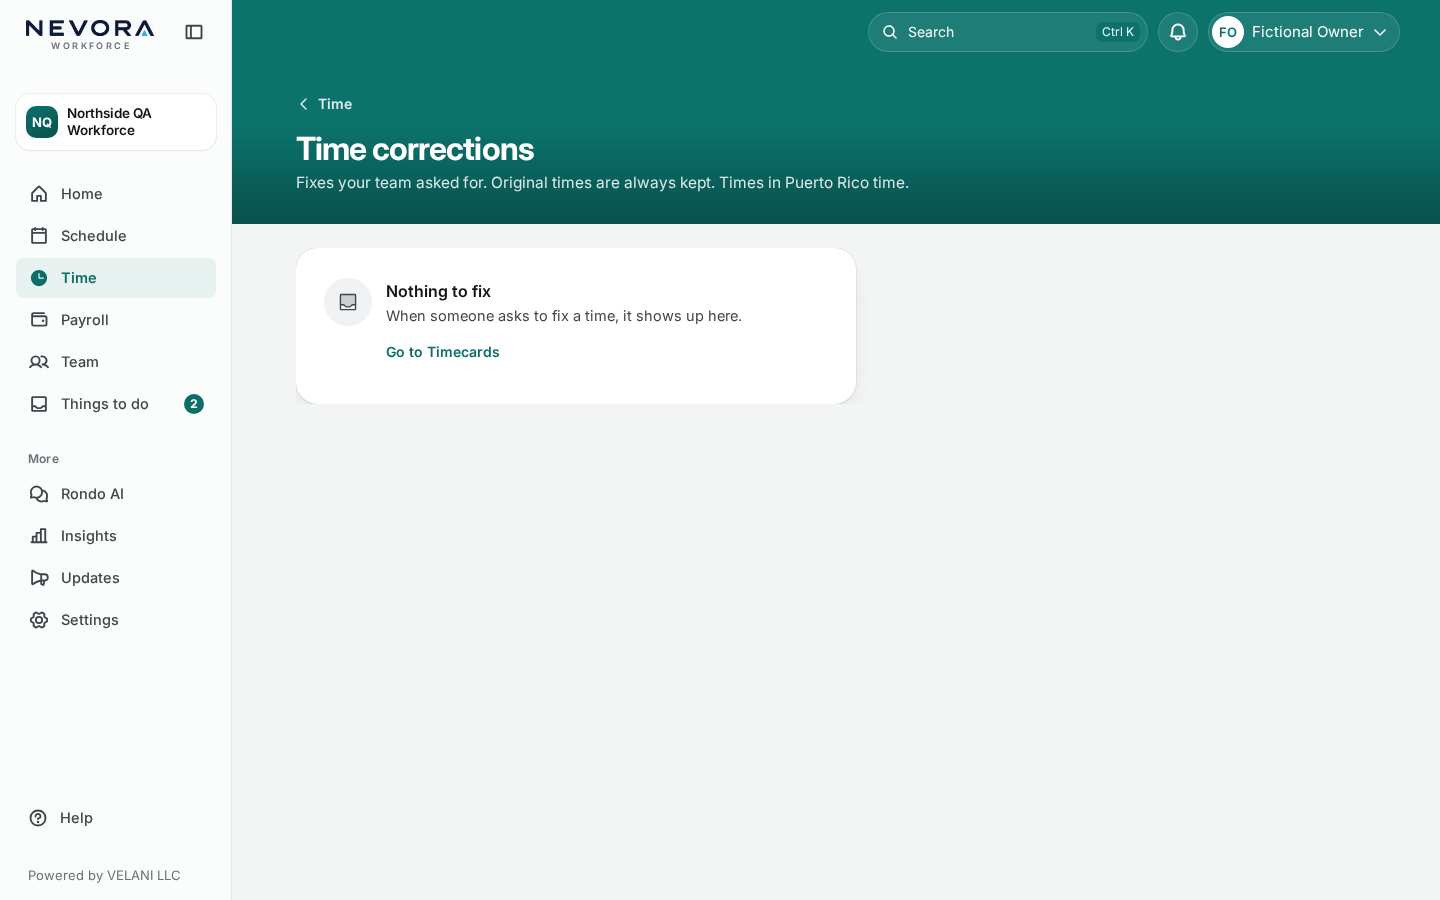 NEVORA
WORKFORCE
Search
Ctrl K
FO
Fictional Owner
NQ
Northside QA
Workforce
Home
Schedule
Time
Payroll
Team
Things to do
2
More
Rondo AI
Insights
Updates
Settings
Help
Powered by VELANI LLC
Time
Time corrections
Fixes your team asked for. Original times are always kept. Times in Puerto Rico time.
Nothing to fix
When someone asks to fix a time, it shows up here.
Go to Timecards